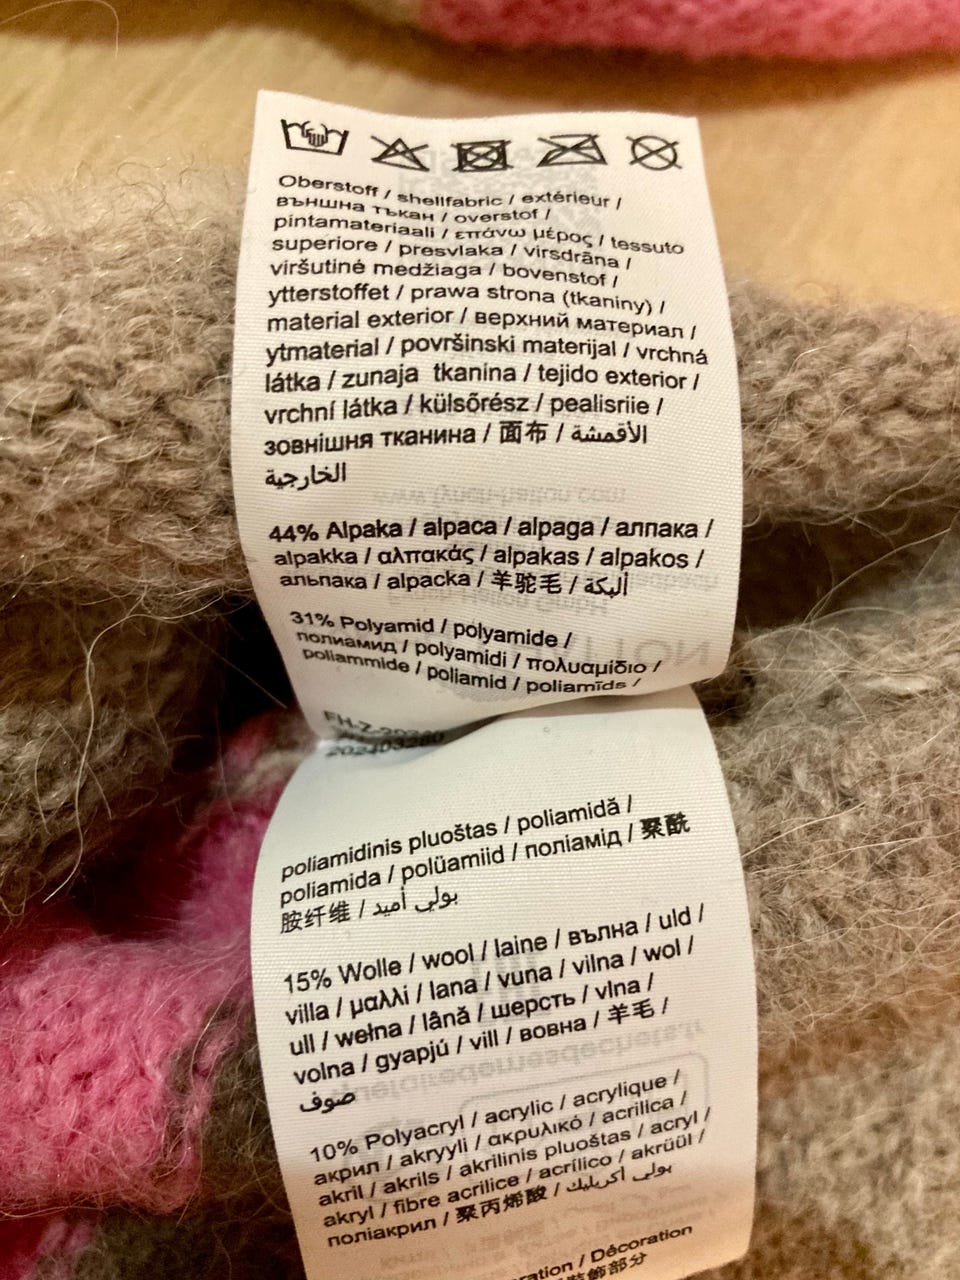 Oberstoff / shellfabric / extérieur /
външна тъкан / overstof /
pintamateriaali / επάνω μέρος / tessuto
superiore / presvlaka / virsdrāna /
viršutinė medžiaga / bovenstof /
ytterstoffet / prawa strona (tkaniny) /
material exterior / верхний материал /
ytmaterial / površinski materijal / vrchná
látka / zunaja tkanina / tejido exterior /
vrchní látka / külsőrész / pealisriie /
зовнішня тканина / 面布 / الأقمشة
الخارجية
44% Alpaka / alpaca / alpaga / алпака /
alpakka / αλπακάς / alpakas / alpakos /
альпака / alpacka / 羊驼毛 / ألبكة
31% Polyamid / polyamide /
полиамид / polyamidi / πολυαμίδιο /
poliammide / poliamid / poliamīds /
poliamidinis pluoštas / poliamidă /
poliamida / polüamiid / поліамід / 聚酰
胺纤维 / بولي أميد
15% Wolle / wool / laine / вълна / uld /
villa / μαλλί / lana / vuna / vilna / wol /
ull / wełna / lână / шерсть / vlna /
volna / gyapjú / vill / вовна / 羊毛 /
صوف
10% Polyacryl / acrylic / acrylique /
акрил / akryyli / ακρυλικό / acrilica /
akril / akrils / akrilinis pluoštas / acryl /
akryl / fibre acrilice / acrílico / akrüül /
поліакрил / 聚丙烯酸 / بولي أكريليك
/ Décoration
装飾部分